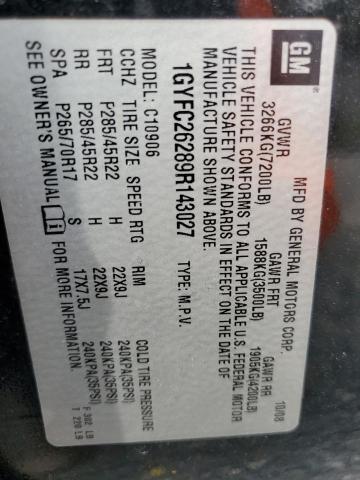 GM
MFD BY GENERAL MOTORS CORP. 10/08
GVWR GAWR FRT GAWR RR
3266KG(7200LB) 1588KG(3500LB) 1905KG(4200LB)
THIS VEHICLE CONFORMS TO ALL APPLICABLE U.S. FEDERAL MOTOR
VEHICLE SAFETY STANDARDS IN EFFECT ON THE DATE OF
MANUFACTURE SHOWN ABOVE.
1GYFC26289R143027 TYPE: M.P.V.
C10906
CCHZ TIRE SIZE SPEED RTG RIM COLD TIRE PRESSURE
FRT P285/45R22 H 22X9J 240KPA(35PSI)
RR P285/45R22 H 22X9J 240KPA(35PSI)
SPA P265/70R17 S 17X7.5J 240KPA(35PSI)
SEE OWNER'S MANUAL FOR MORE INFORMATION. F 302 LB
T 220 LB